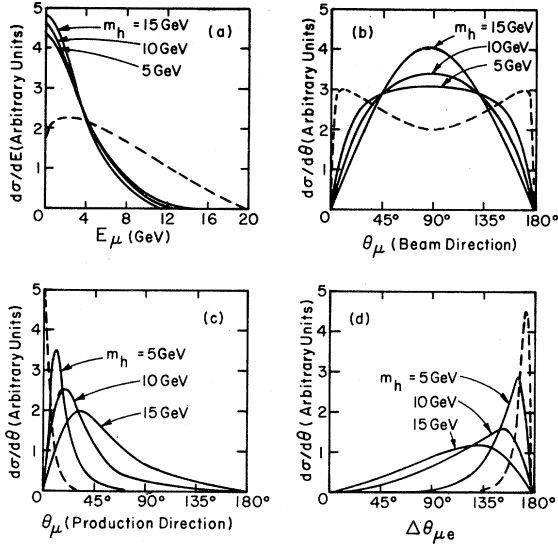 5
4
3
2
1
0
dσ/dE (Arbitrary Units)
m_h = 15 GeV
10 GeV
5 GeV
(a)
0 4 8 12 16 20
E_μ (GeV)
5
4
3
2
1
0
dσ/dθ (Arbitrary Units)
(b)
m_h = 15 GeV
10 GeV
5 GeV
0 45° 90° 135° 180°
θ_μ (Beam Direction)
5
4
3
2
1
0
dσ/dθ (Arbitrary Units)
(c)
m_h = 5 GeV
10 GeV
15 GeV
45° 90° 135° 180°
θ_μ (Production Direction)
5
4
3
2
1
0
dσ/dθ (Arbitrary Units)
(d)
m_h = 5 GeV
10 GeV
15 GeV
0 45° 90° 135° 180°
Δθ_μe